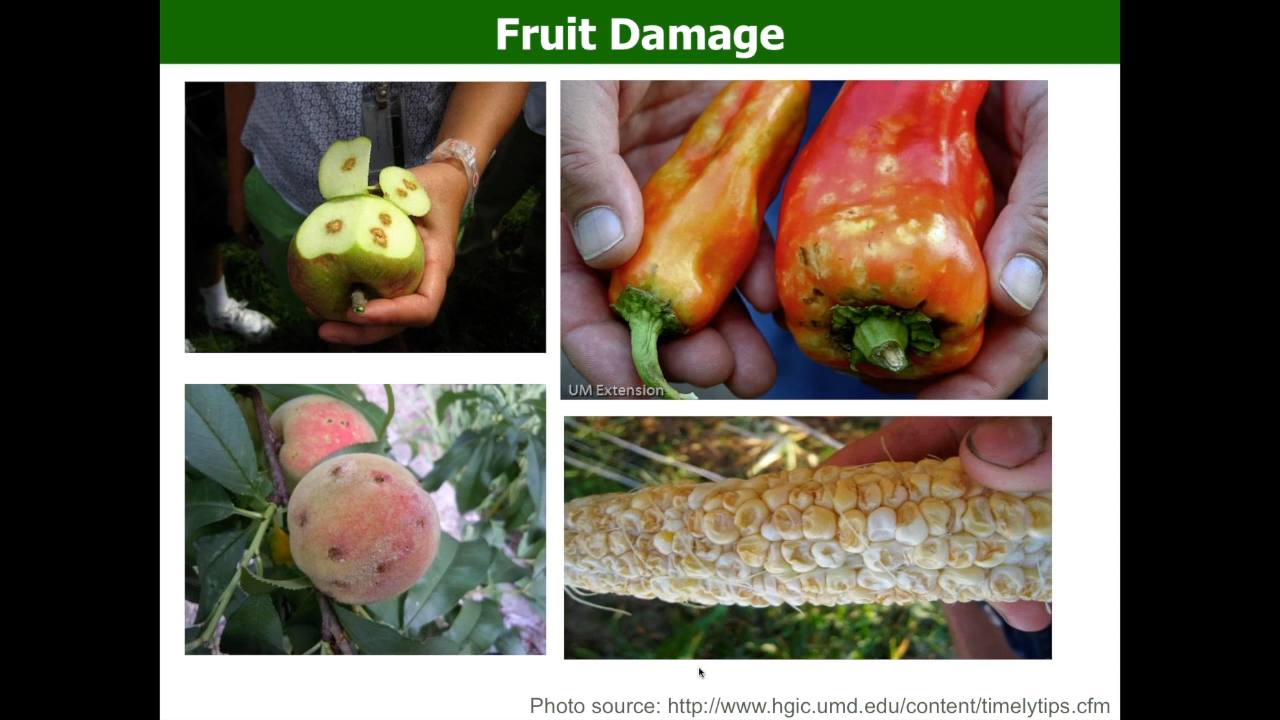 Fruit Damage
UM Extension
Photo source: http://www.hgic.umd.edu/content/timelytips.cfm